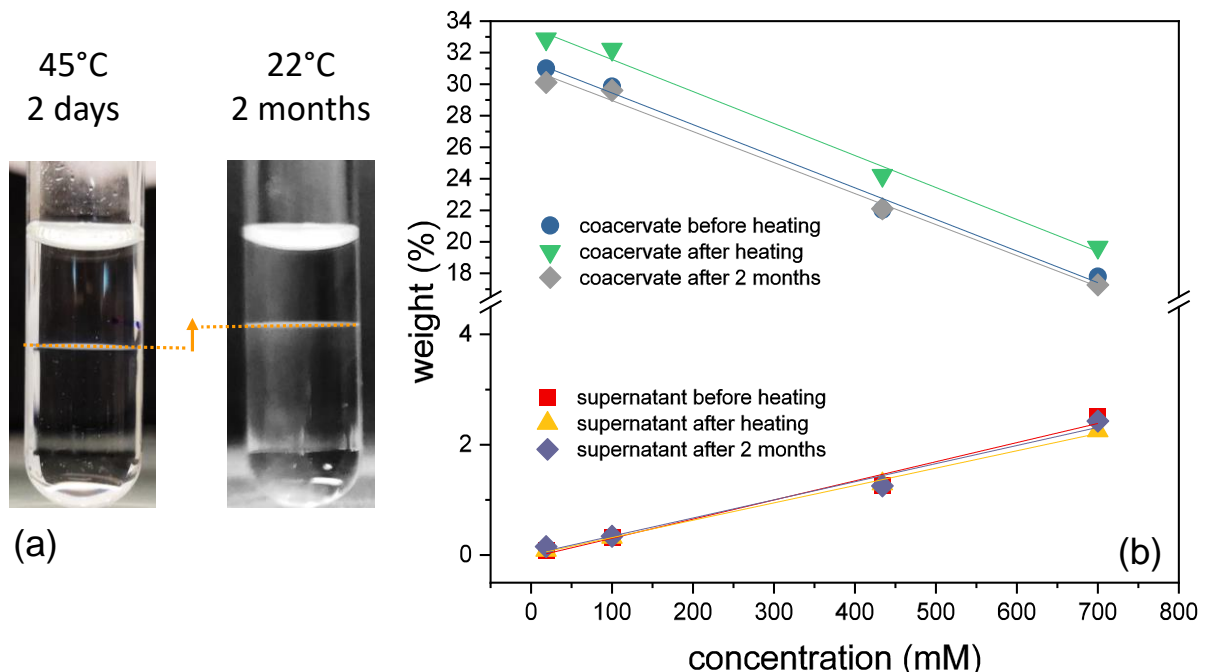 45°C
2 days
22°C
2 months
(a)
weight (%)
34
32
30
28
26
24
22
20
18
4
2
0
coacervate before heating
coacervate after heating
coacervate after 2 months
supernatant before heating
supernatant after heating
supernatant after 2 months
(b)
0 100 200 300 400 500 600 700 800
concentration (mM)